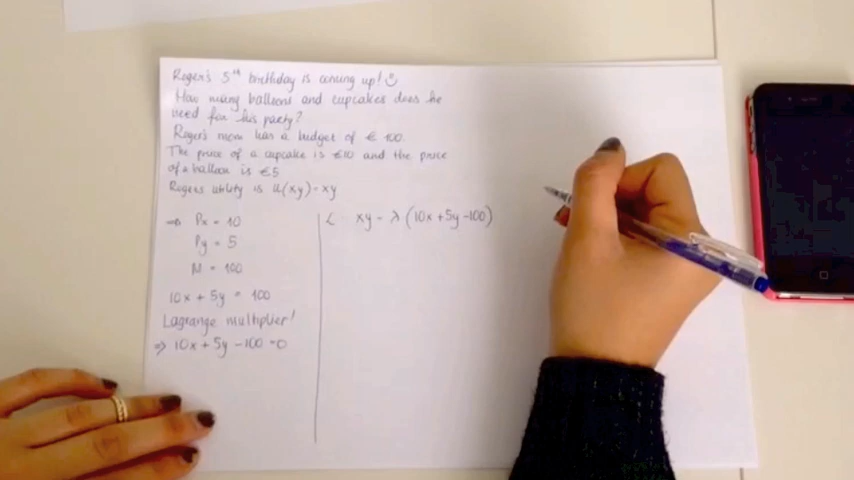 Roger's 5th birthday is coming up! ☺
How many balloons and cupcakes does he
need for his party?
Roger's mom has a budget of € 100.
The price of a cupcake is €10 and the price
of a balloon is €5
Rogers utility is U(xy) = xy
⇒ Px = 10
Py = 5
M = 100
10x + 5y = 100
Lagrange multiplier!
⇒ 10x + 5y - 100 = 0
L xy - λ (10x + 5y - 100)